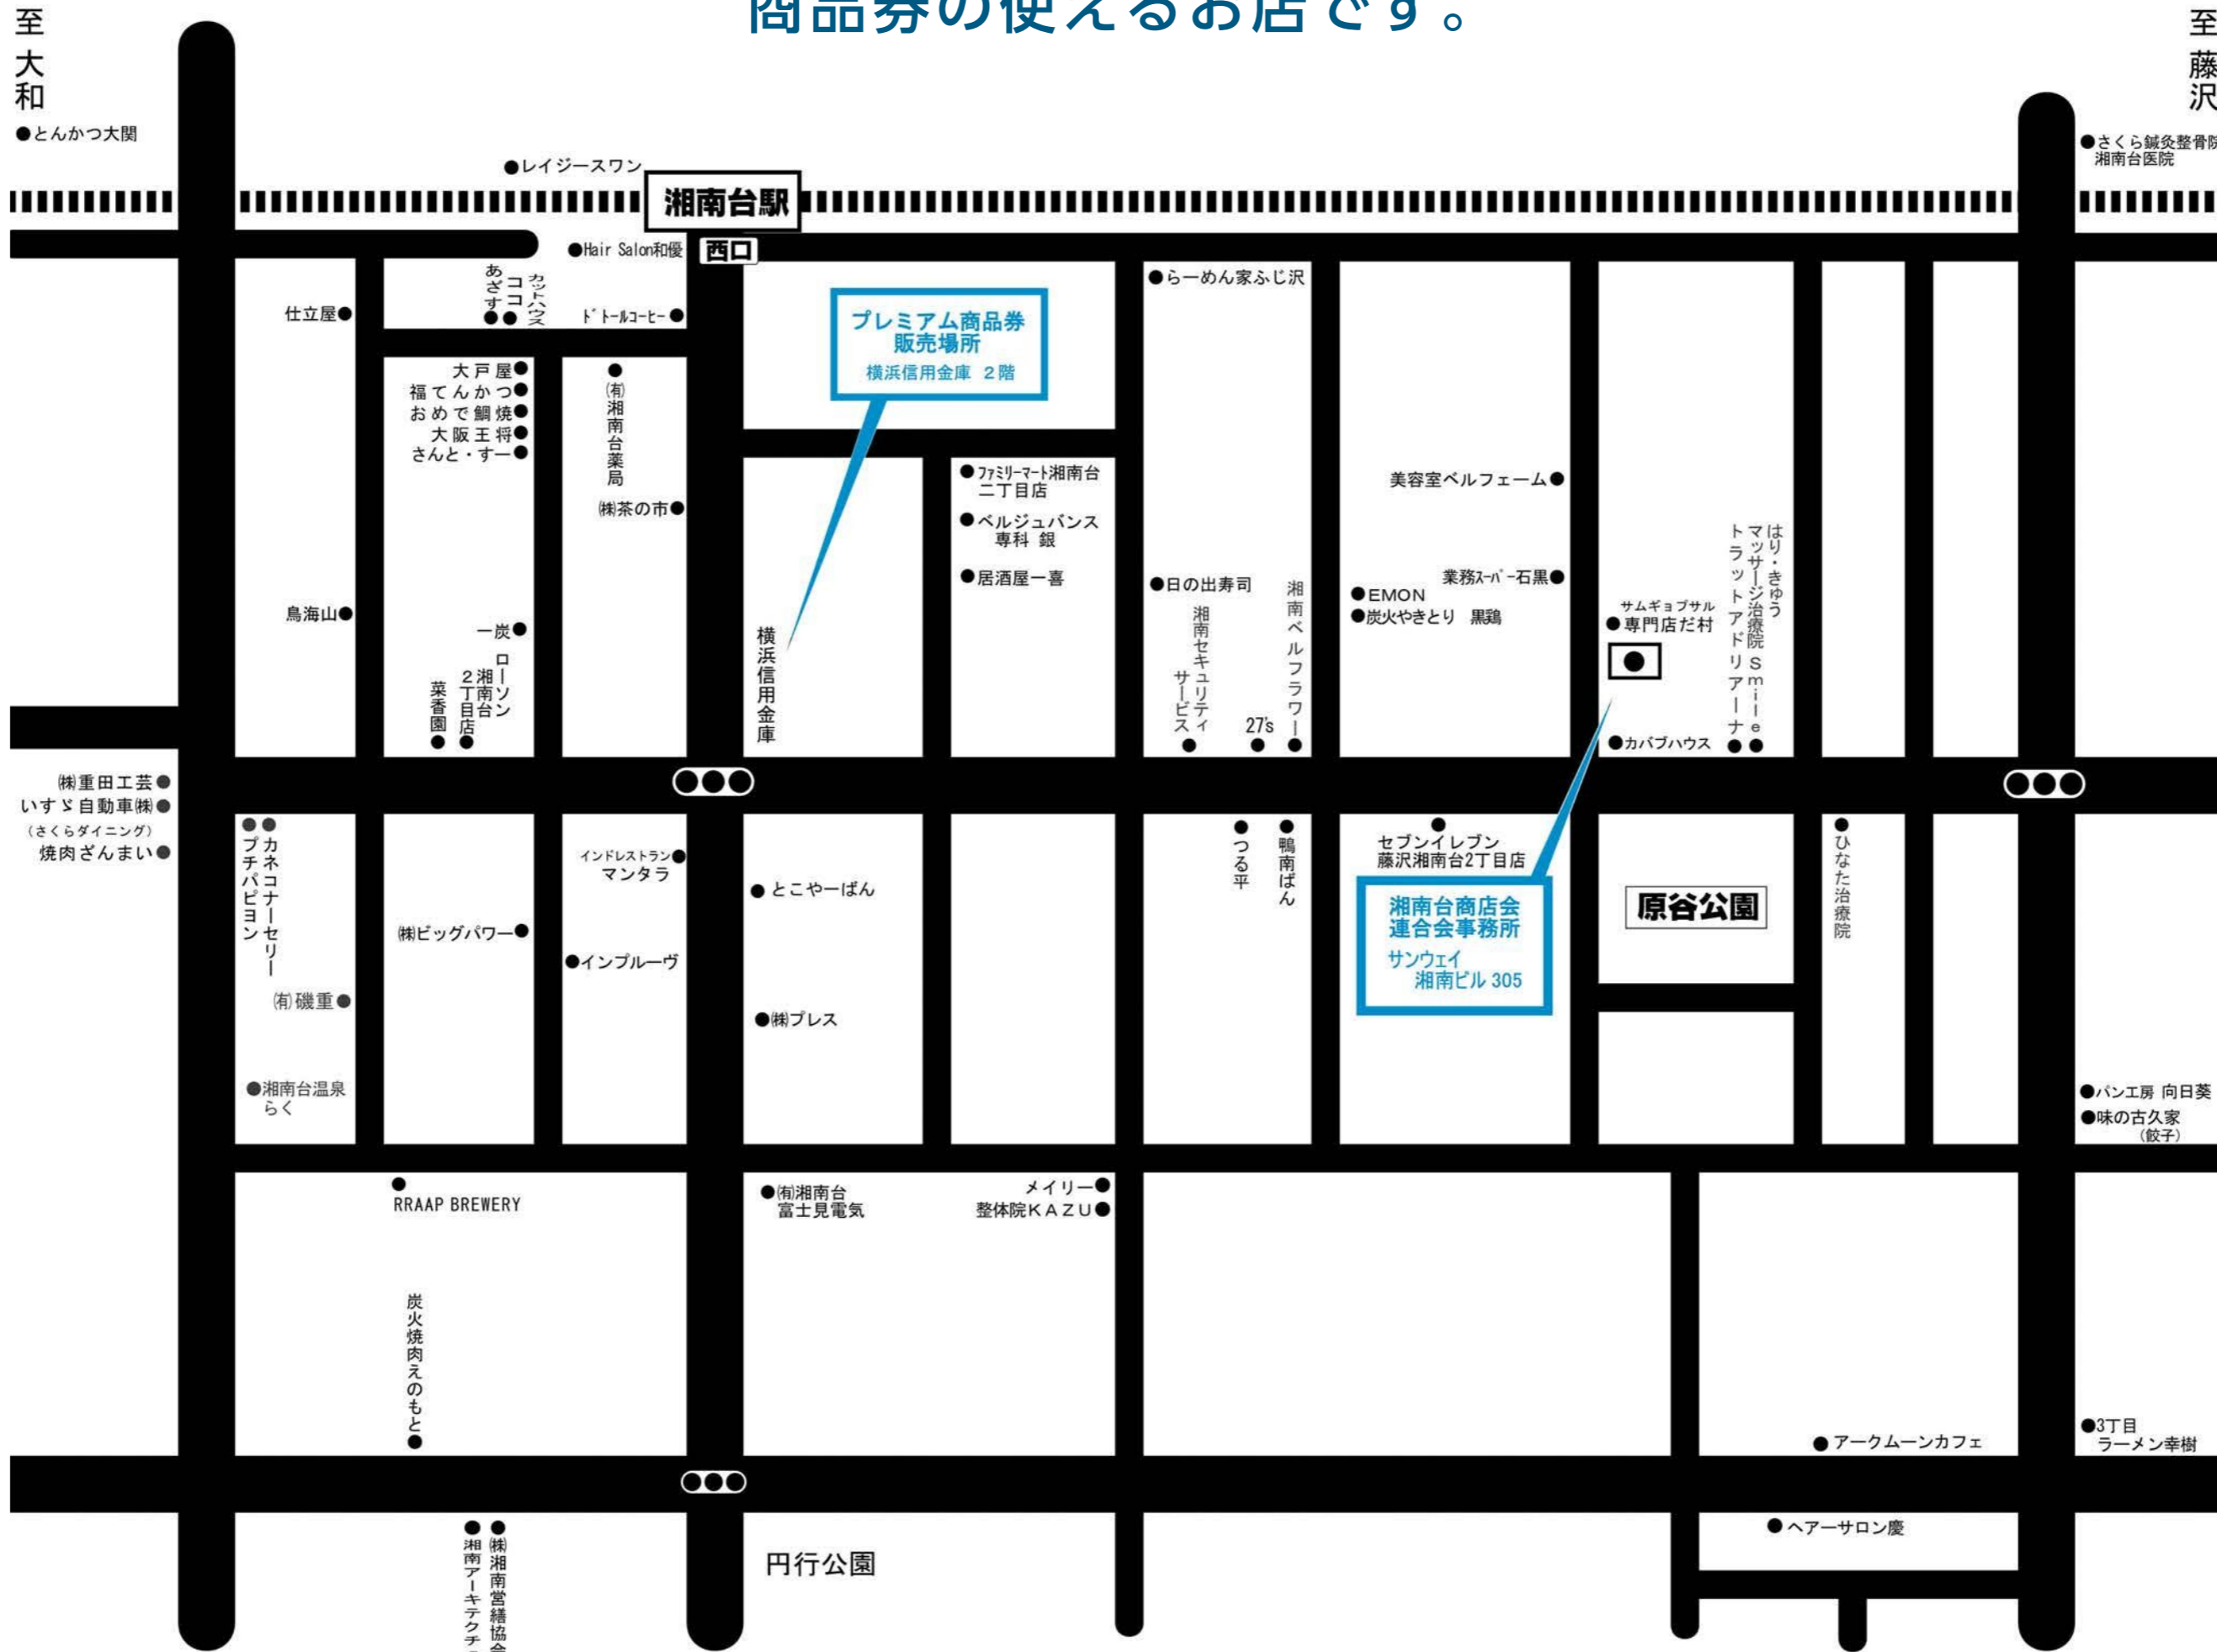 商品券の使えるお店です。
至 大和
至 藤沢
●とんかつ大関
●レイジースワン
●さくら鍼灸整骨院
湘南台医院
湘南台駅
西口
●Hair Salon和優
あざす●
ココ●
カットハウス
ﾄﾞﾄｰﾙｺｰﾋｰ●
仕立屋●
●らーめん家ふじ沢
プレミアム商品券
販売場所
横浜信用金庫 2階
大戸屋●
福てんかつ●
おめで鯛焼●
大阪王将●
さんと・すー●
●㈲湘南台薬局
㈱茶の市●
●ﾌｧﾐﾘｰﾏｰﾄ湘南台
二丁目店
●ベルジュバンス
専科 銀
●居酒屋一喜
美容室ベルフェーム●
業務ｽｰﾊﾟｰ石黒●
●EMON
●炭火やきとり 黒鶏
●日の出寿司
湘南セキュリティ
サービス●
27's●
湘南ベルフラワー●
サムギョプサル
●専門店だ村
●カバブハウス
トラットアドリアーナ●
はり・きゅう
マッサージ治療院 Smile●
鳥海山●
一炭●
ローソン
湘南台
2丁目店●
菜香園●
横浜信用金庫
㈱重田工芸●
いすゞ自動車㈱●
(さくらダイニング)
焼肉ざんまい●
●プチパピヨン
●カネコナーセリー
㈲磯重●
●湘南台温泉
らく
㈱ビッグパワー●
インドレストラン●
マンタラ
●インプルーヴ
●とこやーばん
●㈱プレス
●つる平
●鴨南ばん
●
セブンイレブン
藤沢湘南台2丁目店
湘南台商店会
連合会事務所
サンウェイ
湘南ビル 305
原谷公園
●ひなた治療院
●パン工房 向日葵
●味の古久家
(餃子)
●
RRAAP BREWERY
●㈲湘南台
富士見電気
メイリー●
整体院KAZU●
炭火焼肉えのもと●
●アークムーンカフェ
●3丁目
ラーメン幸樹
●湘南アーキテクチ
●㈱湘南営繕協会
円行公園
●ヘアーサロン慶